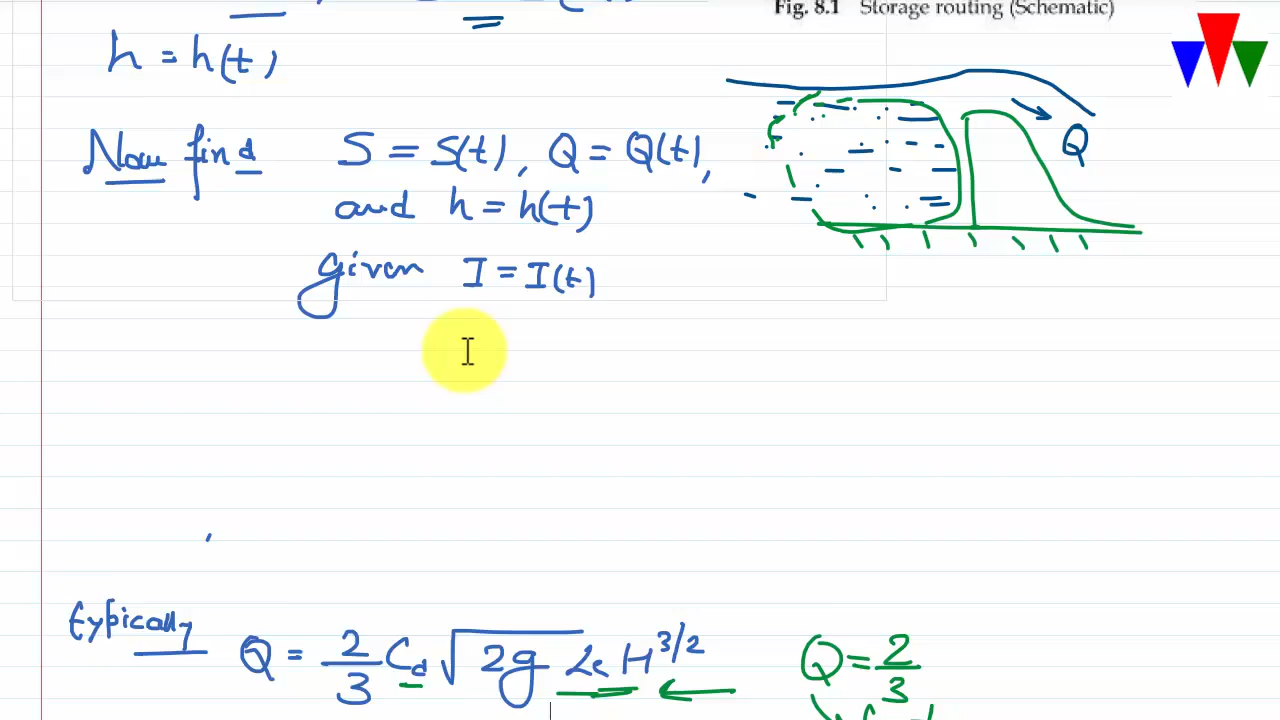 Fig. 8.1 Storage routing (Schematic)
h = h(t)
Now find S = S(t), Q = Q(t),
and h = h(t)
given I = I(t)
Q
typically
Q = 2/3 Cd √2g Le H^3/2
Q = 2/3